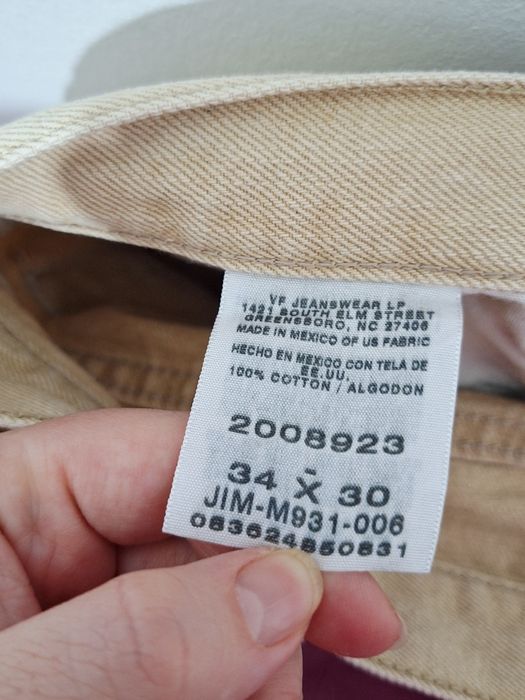 VF JEANSWEAR LP
1421 SOUTH ELM STREET
GREENSBORO, NC 27406
MADE IN MEXICO OF US FABRIC
HECHO EN MEXICO CON TELA DE
EE.UU.
100% COTTON / ALGODON
2008923
34 X 30
JIM-M931-006
083624850831